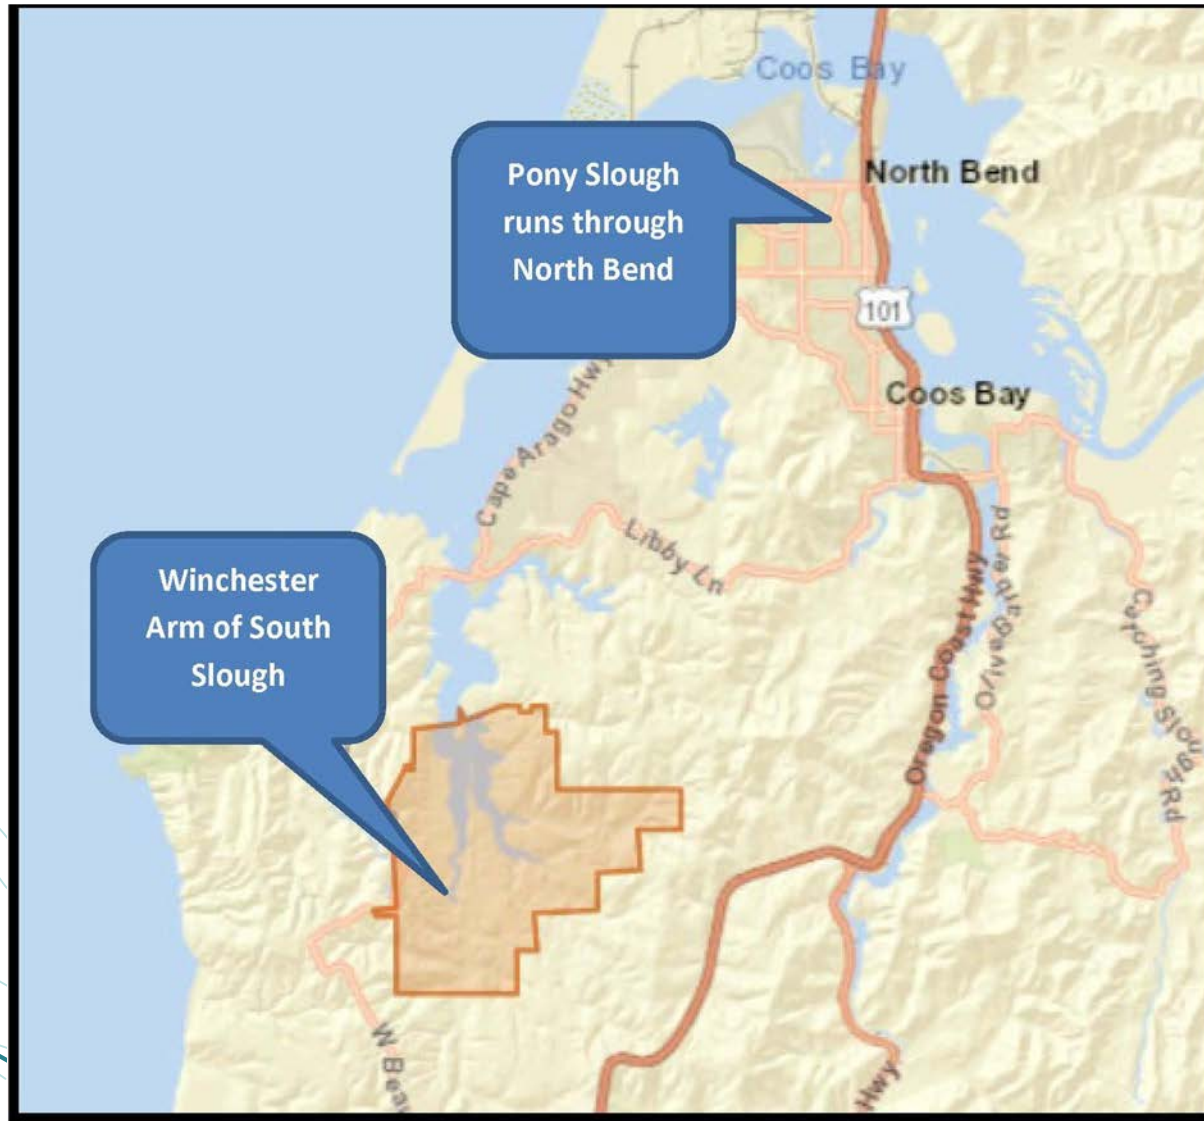 Coos Bay
Pony Slough
runs through
North Bend
North Bend
101
Coos Bay
Cape Arago Hwy
Libby Ln
Winchester
Arm of South
Slough
Oregon Coast Hwy
Olive Barber Rd
Catching Slough Rd
W Bea
Hwy